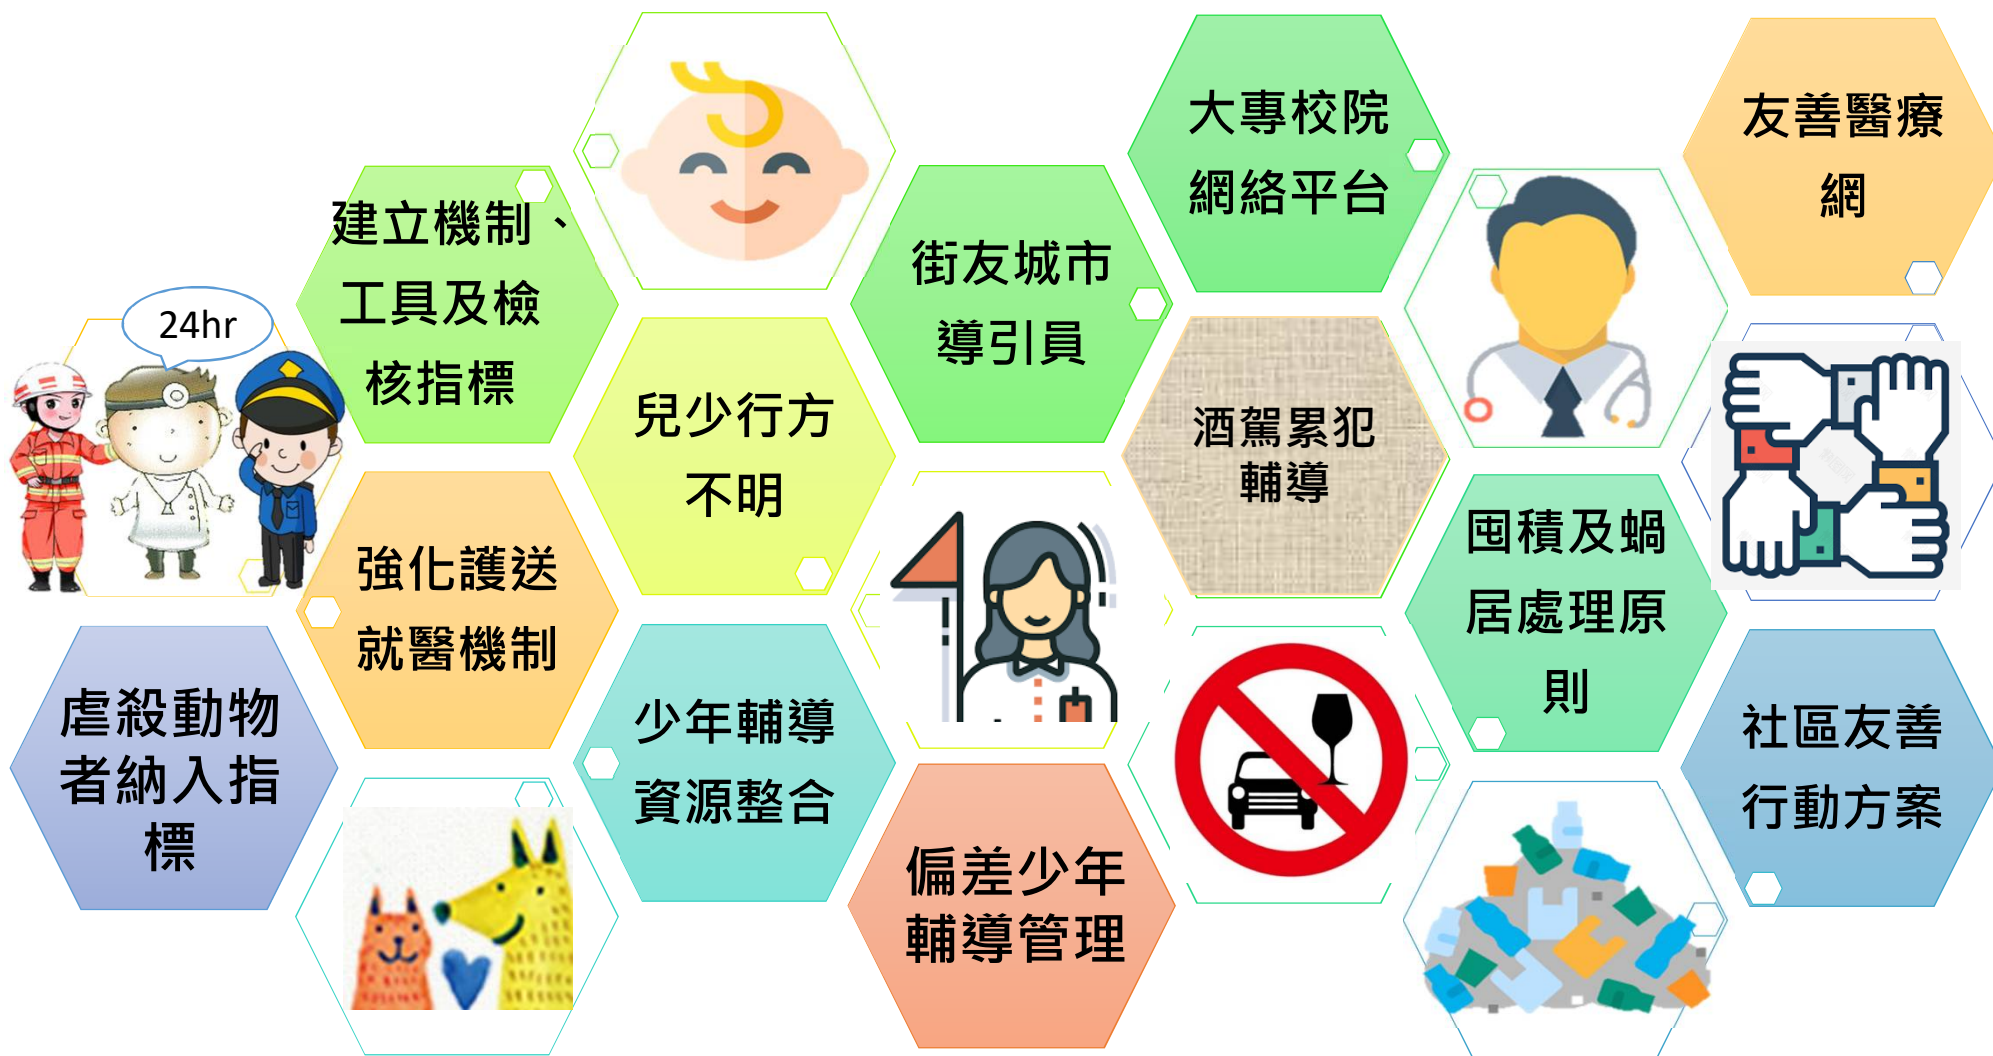 24hr
虐殺動物
者納入指
標
建立機制、
工具及檢
核指標
強化護送
就醫機制
兒少行方
不明
少年輔導
資源整合
街友城市
導引員
偏差少年
輔導管理
大專校院
網絡平台
酒駕累犯
輔導
囤積及蝸
居處理原
則
友善醫療
網
社區友善
行動方案